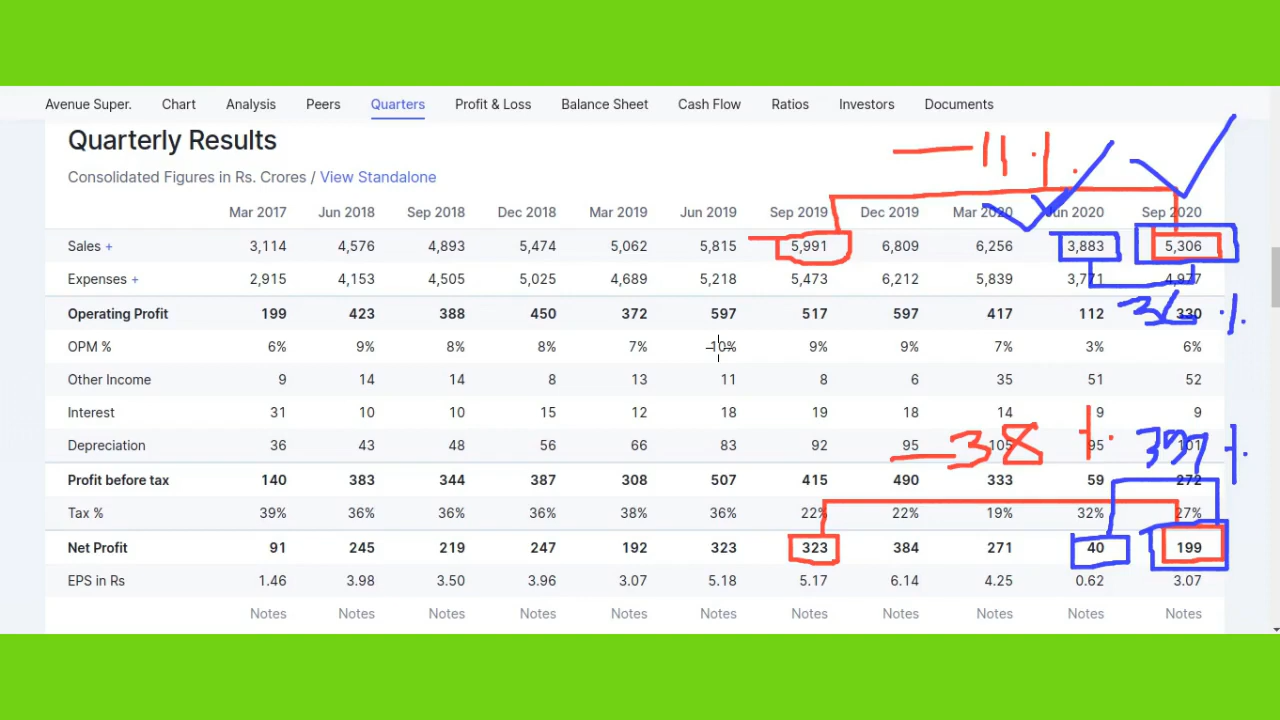 Avenue Super. Chart Analysis Peers Quarters Profit & Loss Balance Sheet Cash Flow Ratios Investors Documents
Quarterly Results
-11%.
Consolidated Figures in Rs. Crores / View Standalone
Mar 2017 Jun 2018 Sep 2018 Dec 2018 Mar 2019 Jun 2019 Sep 2019 Dec 2019 Mar 2020 Jun 2020 Sep 2020
Sales + 3,114 4,576 4,893 5,474 5,062 5,815 5,991 6,809 6,256 3,883 5,306
Expenses + 2,915 4,153 4,505 5,025 4,689 5,218 5,473 6,212 5,839 3,771 4,977
Operating Profit 199 423 388 450 372 597 517 597 417 112 330
OPM % 6% 9% 8% 8% 7% 10% 9% 9% 7% 3% 6%
Other Income 9 14 14 8 13 11 8 6 35 51 52
Interest 31 10 10 15 12 18 19 18 14 9 9
-38%.
Depreciation 36 43 48 56 66 83 92 95 105 95 101
Profit before tax 140 383 344 387 308 507 415 490 333 59 272
Tax % 39% 36% 36% 36% 38% 36% 22% 22% 19% 32% 27%
Net Profit 91 245 219 247 192 323 323 384 271 40 199
EPS in Rs 1.46 3.98 3.50 3.96 3.07 5.18 5.17 6.14 4.25 0.62 3.07
Notes Notes Notes Notes Notes Notes Notes Notes Notes Notes Notes